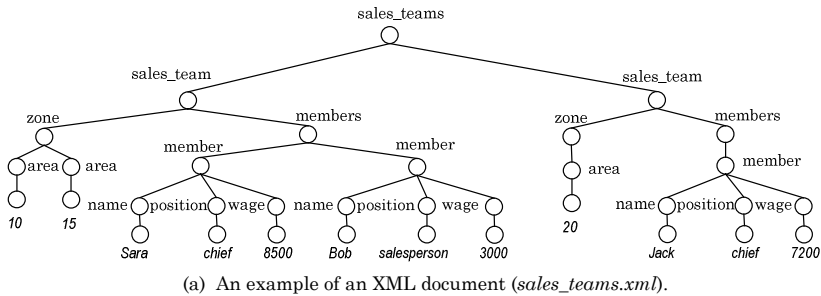 sales_teams
sales_team sales_team
zone members zone members
member member
area area area member
name position wage name position wage name position wage
10 15 20
Sara chief 8500 Bob salesperson 3000 Jack chief 7200
(a) An example of an XML document (sales_teams.xml).